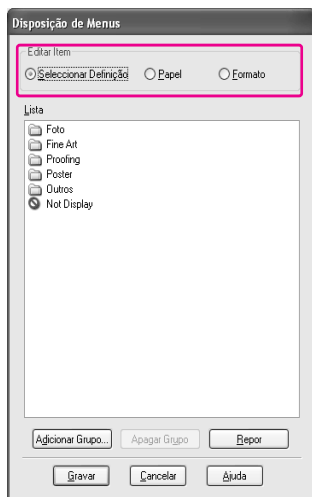 Disposição de Menus
Editar Item
Seleccionar Definição Papel Formato
Lista
Foto
Fine Art
Proofing
Poster
Outros
Not Display
Adicionar Grupo... Apagar Grupo Repor
Gravar Cancelar Ajuda